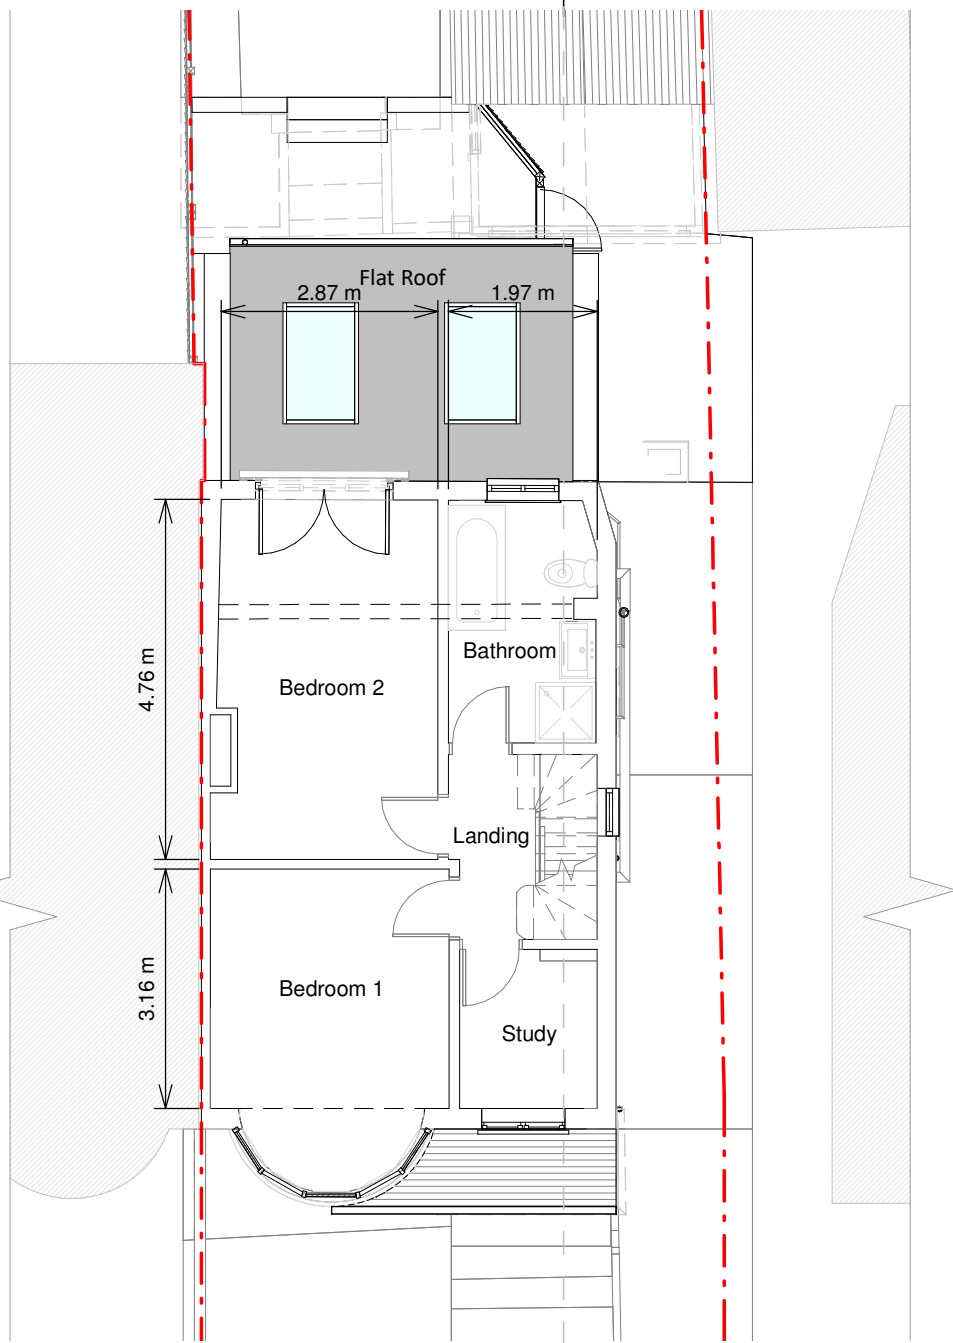 Flat Roof
2.87 m
1.97 m
4.76 m
Bathroom
Bedroom 2
Landing
3.16 m
Bedroom 1
Study